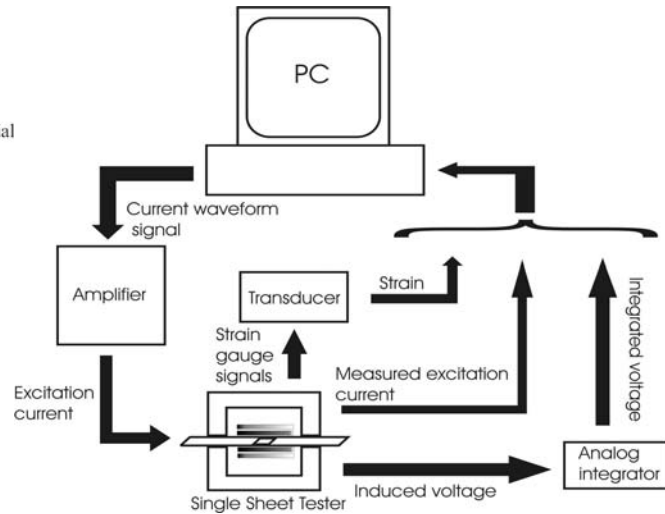 PC
ial
Current waveform
signal
Amplifier
Transducer
Strain
Strain
gauge
signals
Measured excitation
current
Integrated voltage
Excitation
current
Analog
integrator
Induced voltage
Single Sheet Tester